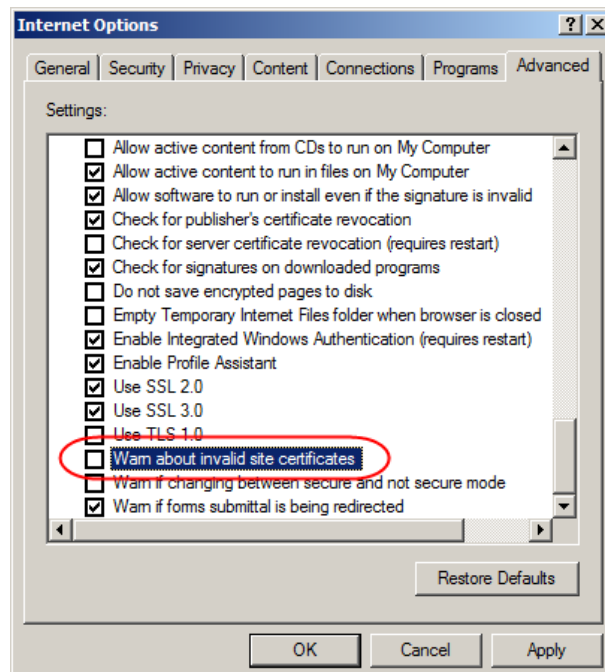 Internet Options
General Security Privacy Content Connections Programs Advanced
Settings:
Allow active content from CDs to run on My Computer
Allow active content to run in files on My Computer
Allow software to run or install even if the signature is invalid
Check for publisher's certificate revocation
Check for server certificate revocation (requires restart)
Check for signatures on downloaded programs
Do not save encrypted pages to disk
Empty Temporary Internet Files folder when browser is closed
Enable Integrated Windows Authentication (requires restart)
Enable Profile Assistant
Use SSL 2.0
Use SSL 3.0
Use TLS 1.0
Warn about invalid site certificates
Warn if changing between secure and not secure mode
Warn if forms submittal is being redirected
Restore Defaults
OK Cancel Apply